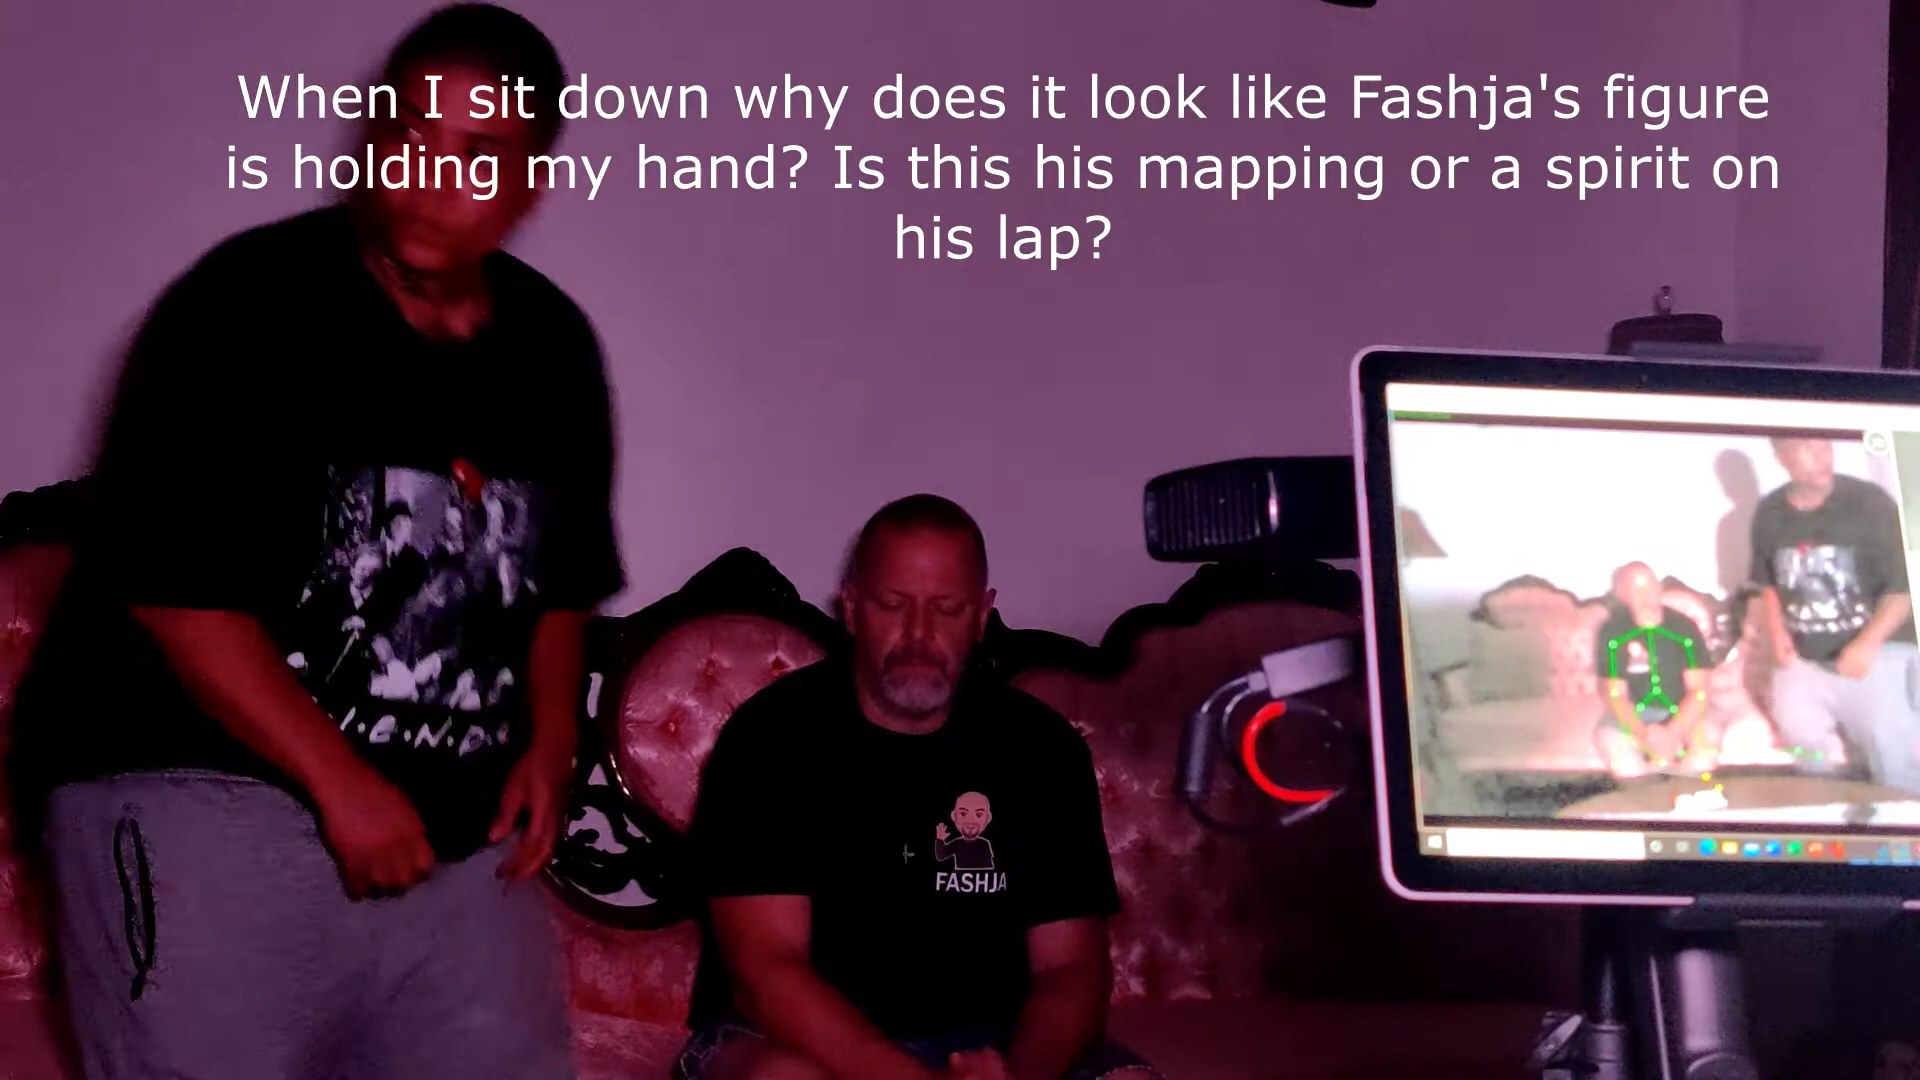 When I sit down why does it look like Fashja's figure
is holding my hand? Is this his mapping or a spirit on
his lap?
FASHJA